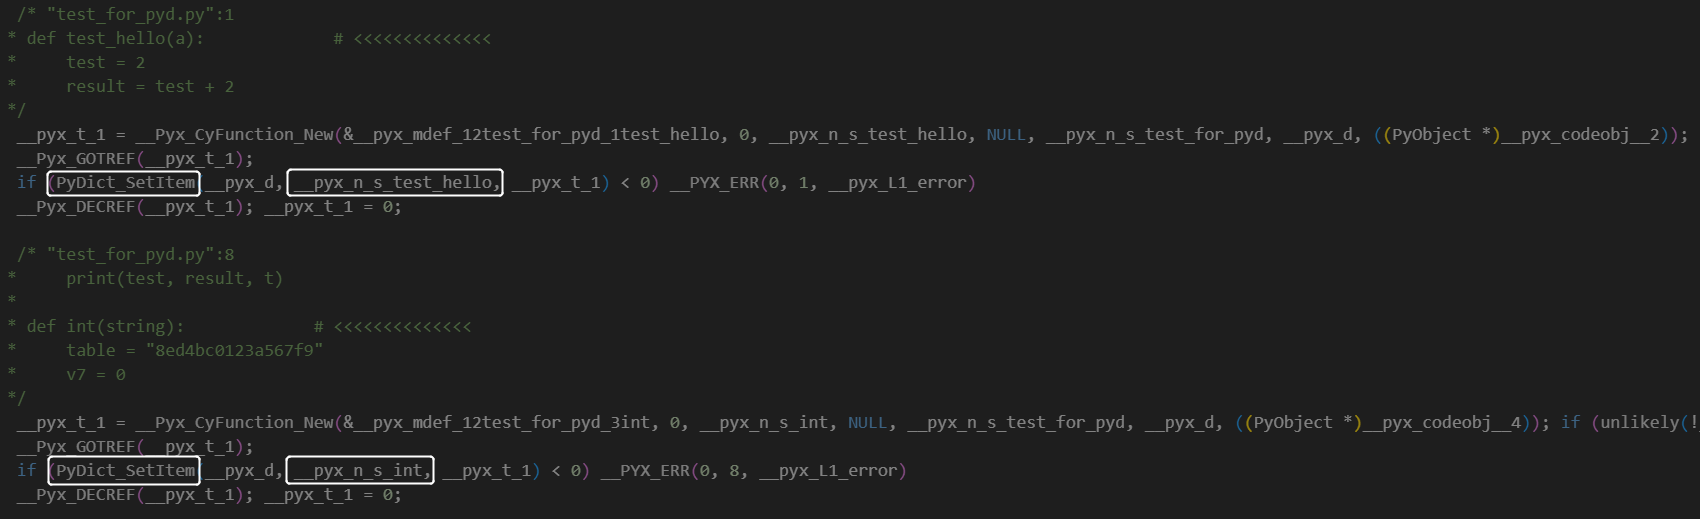 /* "test_for_pyd.py":1
* def test_hello(a):             # <<<<<<<<<<<<<<
*     test = 2
*     result = test + 2
*/
__pyx_t_1 = __Pyx_CyFunction_New(&__pyx_mdef_12test_for_pyd_1test_hello, 0, __pyx_n_s_test_hello, NULL, __pyx_n_s_test_for_pyd, __pyx_d, ((PyObject *)__pyx_codeobj__2));
__Pyx_GOTREF(__pyx_t_1);
if (PyDict_SetItem(__pyx_d, __pyx_n_s_test_hello, __pyx_t_1) < 0) __PYX_ERR(0, 1, __pyx_L1_error)
__Pyx_DECREF(__pyx_t_1); __pyx_t_1 = 0;
/* "test_for_pyd.py":8
*     print(test, result, t)
*
* def int(string):             # <<<<<<<<<<<<<<
*     table = "8ed4bc0123a567f9"
*     v7 = 0
*/
__pyx_t_1 = __Pyx_CyFunction_New(&__pyx_mdef_12test_for_pyd_3int, 0, __pyx_n_s_int, NULL, __pyx_n_s_test_for_pyd, __pyx_d, ((PyObject *)__pyx_codeobj__4)); if (unlikely(!
__Pyx_GOTREF(__pyx_t_1);
if (PyDict_SetItem(__pyx_d, __pyx_n_s_int, __pyx_t_1) < 0) __PYX_ERR(0, 8, __pyx_L1_error)
__Pyx_DECREF(__pyx_t_1); __pyx_t_1 = 0;